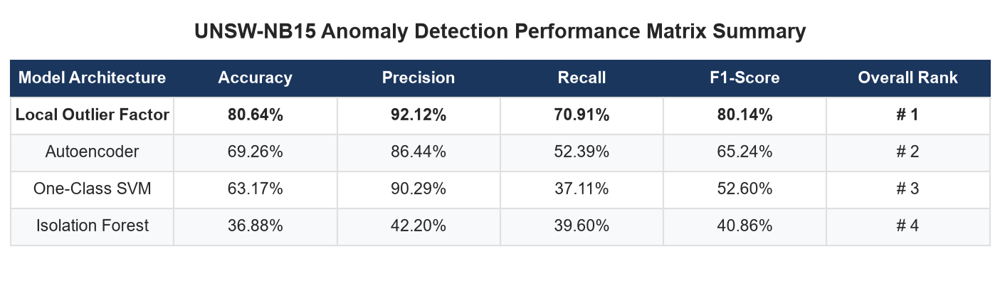 UNSW-NB15 Anomaly Detection Performance Matrix Summary
Model Architecture Accuracy Precision Recall F1-Score Overall Rank
Local Outlier Factor 80.64% 92.12% 70.91% 80.14% # 1
Autoencoder 69.26% 86.44% 52.39% 65.24% # 2
One-Class SVM 63.17% 90.29% 37.11% 52.60% # 3
Isolation Forest 36.88% 42.20% 39.60% 40.86% # 4